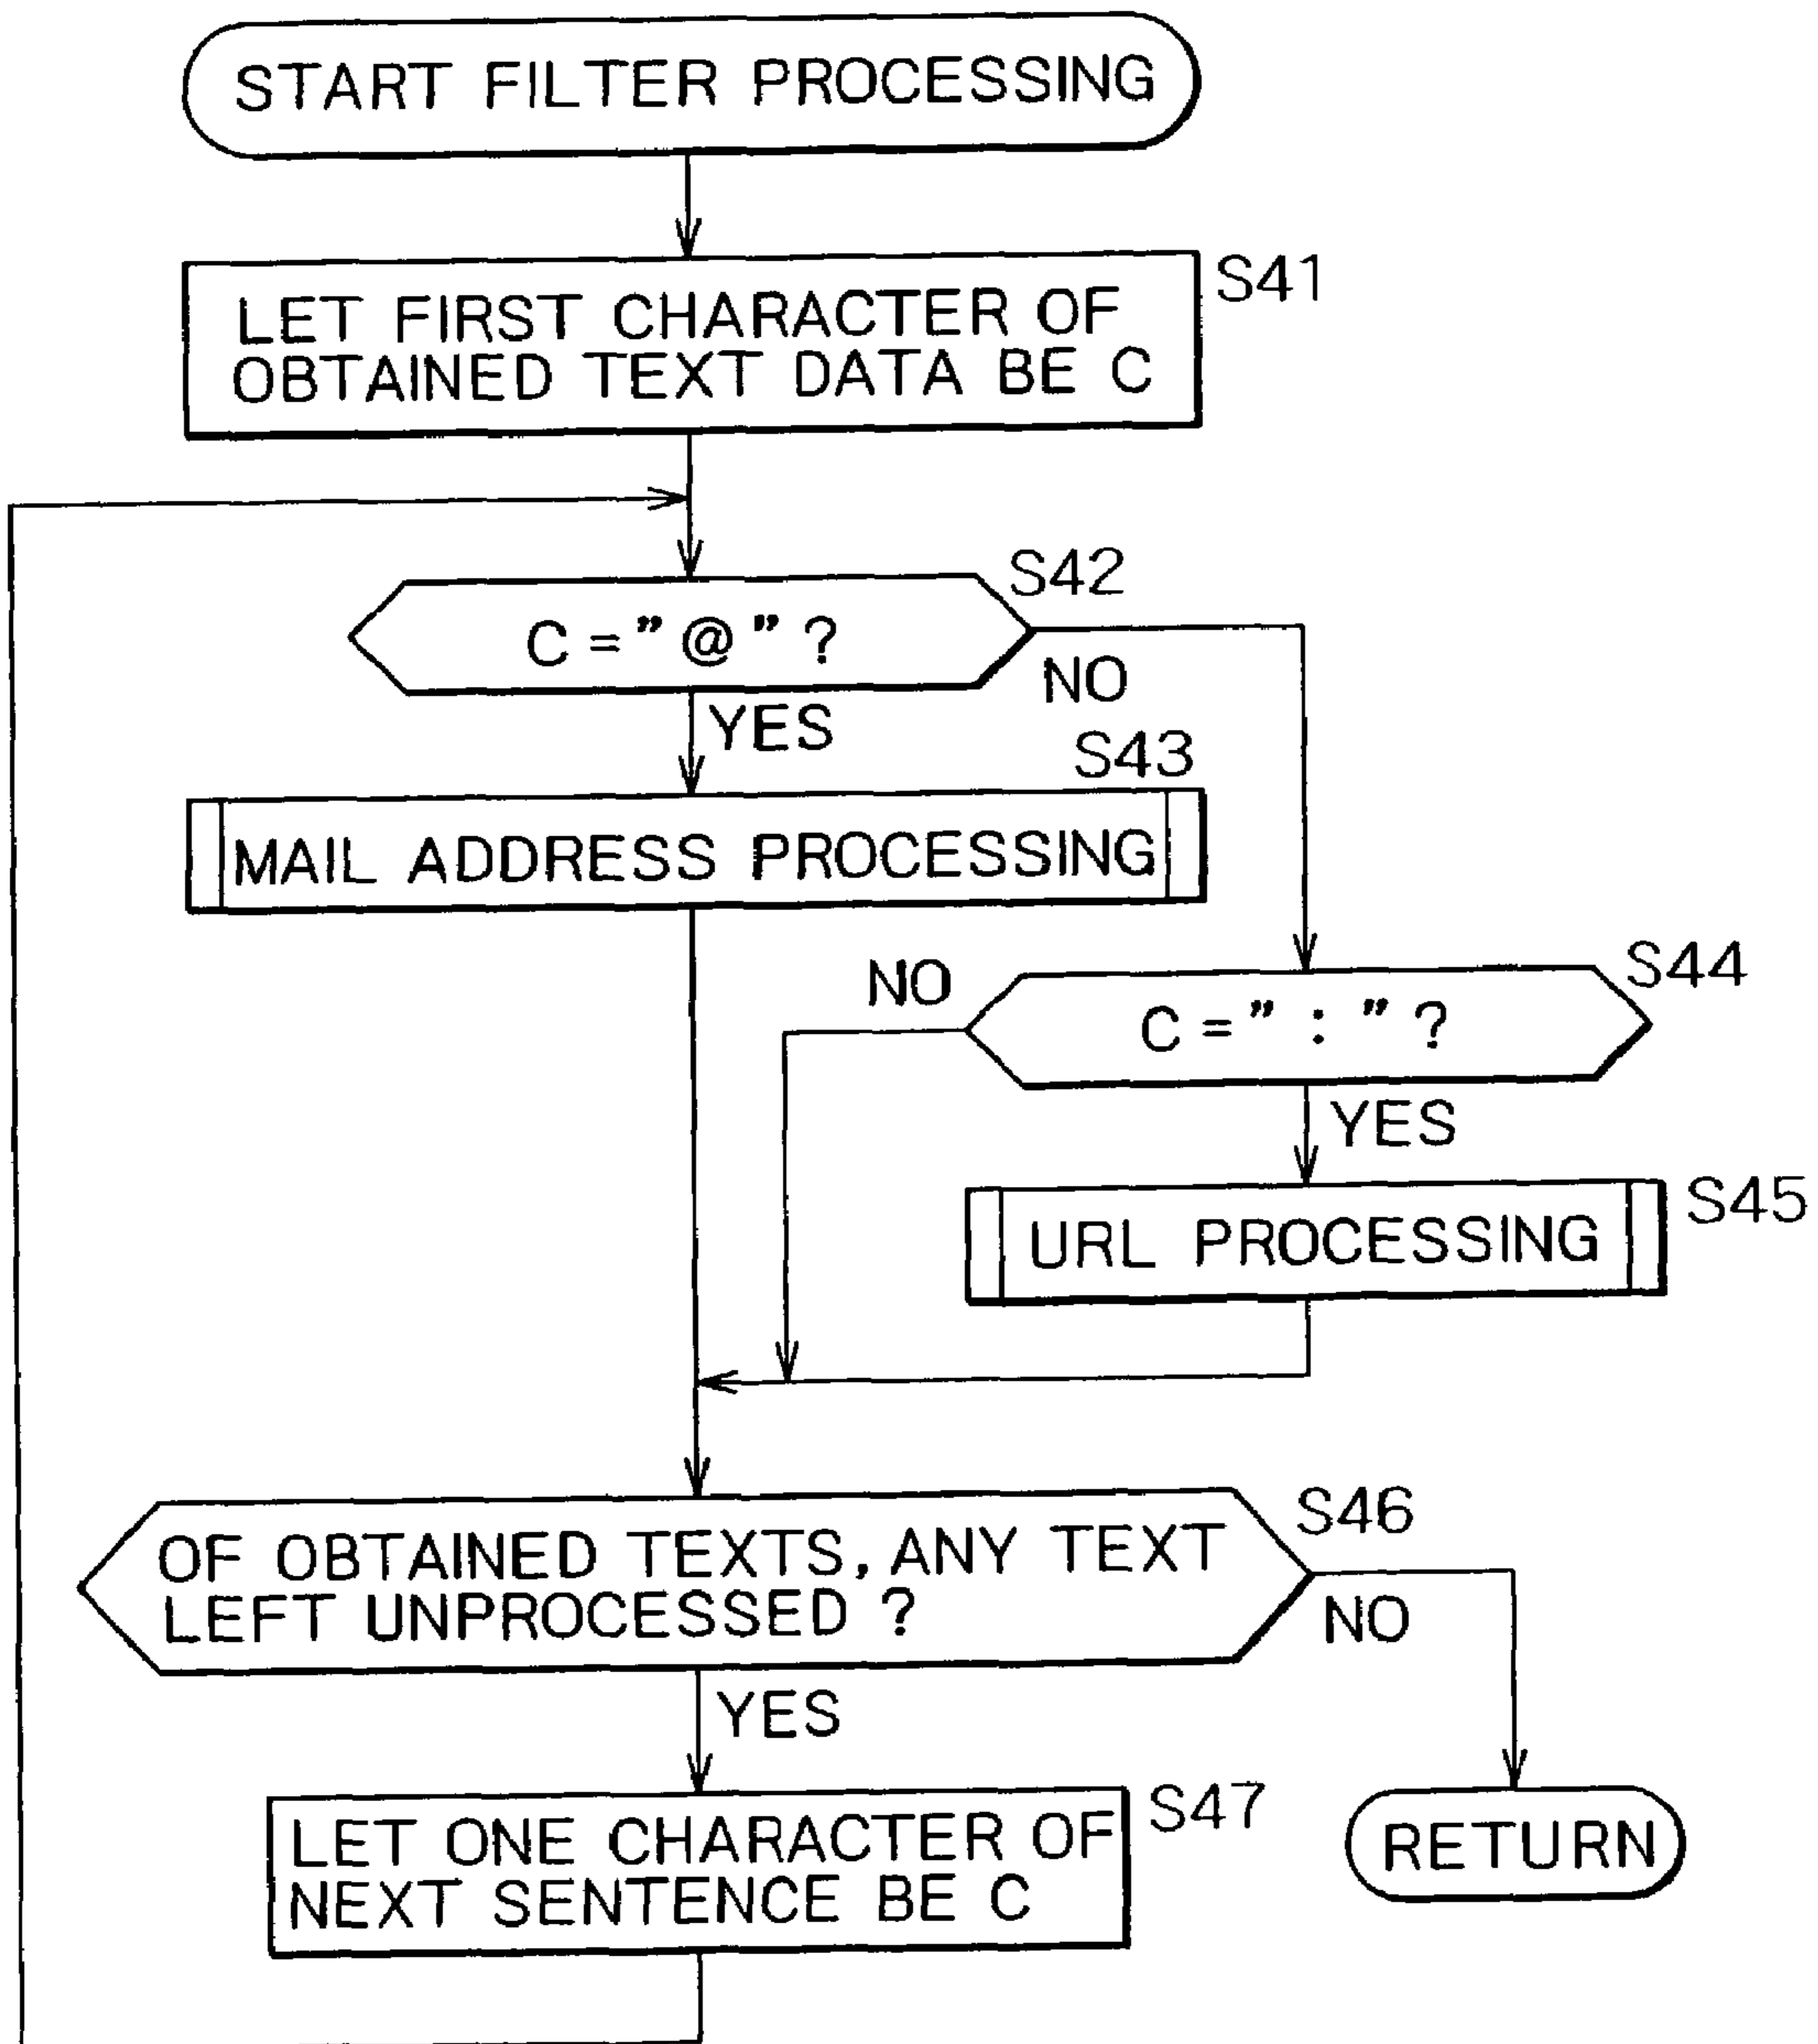 START FILTER PROCESSING
S41
LET FIRST CHARACTER OF
OBTAINED TEXT DATA BE C
S42
C="@"?
NO
YES
S43
MAIL ADDRESS PROCESSING
S44
NO
C=":"?
YES
S45
URL PROCESSING
S46
OF OBTAINED TEXTS, ANY TEXT
LEFT UNPROCESSED ?
NO
YES
S47
LET ONE CHARACTER OF
NEXT SENTENCE BE C
RETURN